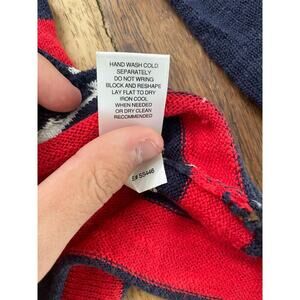 HAND WASH COLD
SEPARATELY
DO NOT WRING
BLOCK AND RESHAPE
LAY FLAT TO DRY
IRON COOL
WHEN NEEDED
OR DRY CLEAN
RECOMMENDED
E# SS446